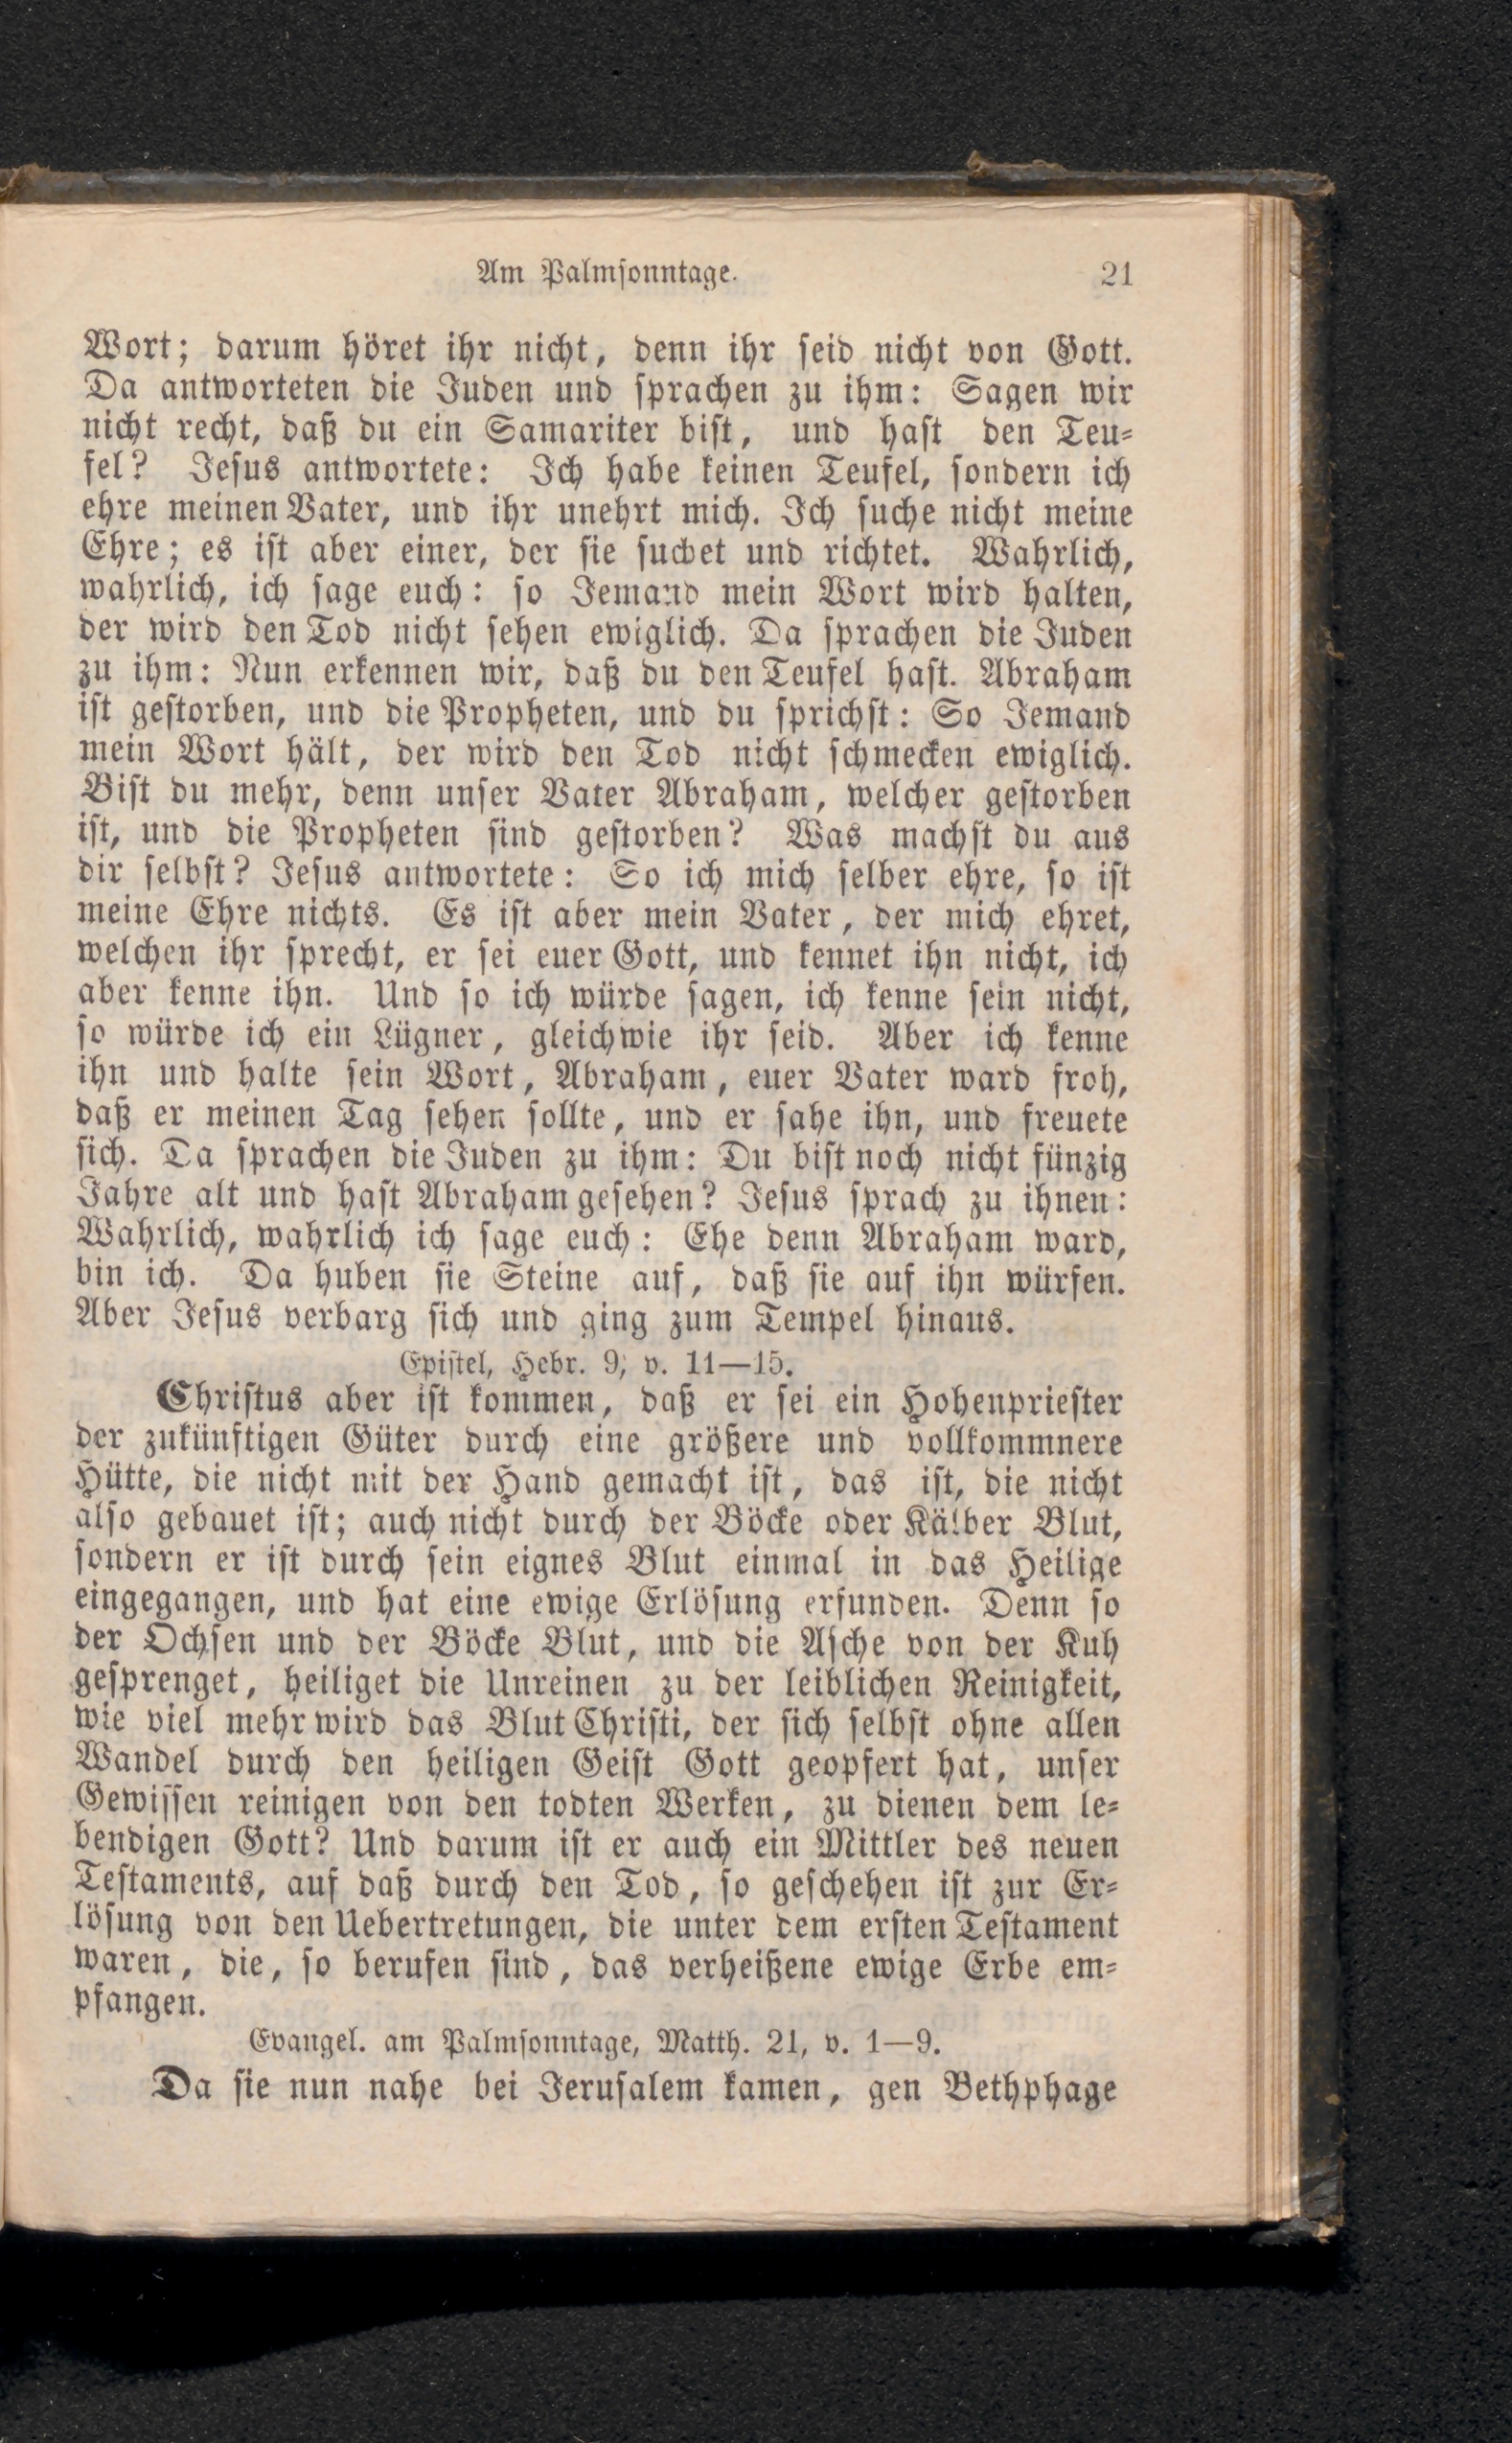 Am Palmsonntage. 21
Wort; darum höret ihr nicht, denn ihr seid nicht von Gott.
Da antworteten die Juden und sprachen zu ihm: Sagen wir
nicht recht, daß du ein Samariter bist, und hast den Teu-
fel? Jesus antwortete: Ich habe keinen Teufel, sondern ich
ehre meinen Vater, und ihr unehrt mich. Ich suche nicht meine
Ehre; es ist aber einer, der sie suchet und richtet. Wahrlich,
wahrlich, ich sage euch: so Jemand mein Wort wird halten,
der wird den Tod nicht sehen ewiglich. Da sprachen die Juden
zu ihm: Nun erkennen wir, daß du den Teufel hast. Abraham
ist gestorben, und die Propheten, und du sprichst: So Jemand
mein Wort hält, der wird den Tod nicht schmecken ewiglich.
Bist du mehr, denn unser Vater Abraham, welcher gestorben
ist, und die Propheten sind gestorben? Was machst du aus
dir selbst? Jesus antwortete: So ich mich selber ehre, so ist
meine Ehre nichts. Es ist aber mein Vater, der mich ehret,
welchen ihr sprecht, er sei euer Gott, und kennet ihn nicht, ich
aber kenne ihn. Und so ich würde sagen, ich kenne sein nicht,
so würde ich ein Lügner, gleichwie ihr seid. Aber ich kenne
ihn und halte sein Wort, Abraham, euer Vater ward froh,
daß er meinen Tag sehen sollte, und er sahe ihn, und freuete
sich. Da sprachen die Juden zu ihm: Du bist noch nicht fünzig
Jahre alt und hast Abraham gesehen? Jesus sprach zu ihnen:
Wahrlich, wahrlich ich sage euch: Ehe denn Abraham ward,
bin ich. Da huben sie Steine auf, daß sie auf ihn würfen.
Aber Jesus verbarg sich und ging zum Tempel hinaus.
Epistel, Hebr. 9; v. 11—15.
Christus aber ist kommen, daß er sei ein Hohenpriester
der zukünftigen Güter durch eine größere und vollkommnere
Hütte, die nicht mit der Hand gemacht ist, das ist, die nicht
also gebauet ist; auch nicht durch der Böcke oder Kälber Blut,
sondern er ist durch sein eignes Blut einmal in das Heilige
eingegangen, und hat eine ewige Erlösung erfunden. Denn so
der Ochsen und der Böcke Blut, und die Asche von der Kuh
gesprenget, heiliget die Unreinen zu der leiblichen Reinigkeit,
wie viel mehr wird das Blut Christi, der sich selbst ohne allen
Wandel durch den heiligen Geist Gott geopfert hat, unser
Gewissen reinigen von den todten Werken, zu dienen dem le-
bendigen Gott? Und darum ist er auch ein Mittler des neuen
Testaments, auf daß durch den Tod, so geschehen ist zur Er-
lösung von den Uebertretungen, die unter dem ersten Testament
waren, die, so berufen sind, das verheißene ewige Erbe em-
pfangen.
Evangel. am Palmsonntage, Matth. 21, v. 1—9.
Da sie nun nahe bei Jerusalem kamen, gen Bethphage